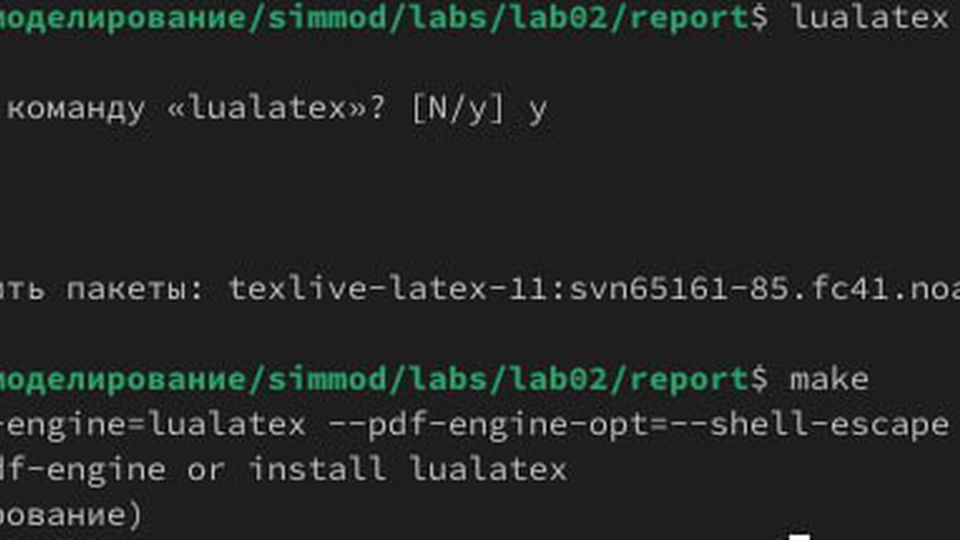 моделирование/simmod/labs/lab02/report$ lualatex
команду «lualatex»? [N/y] y
ить пакеты: texlive-latex-11:svn65161-85.fc41.noa
моделирование/simmod/labs/lab02/report$ make
-engine=lualatex --pdf-engine-opt=--shell-escape
df-engine or install lualatex
рование)